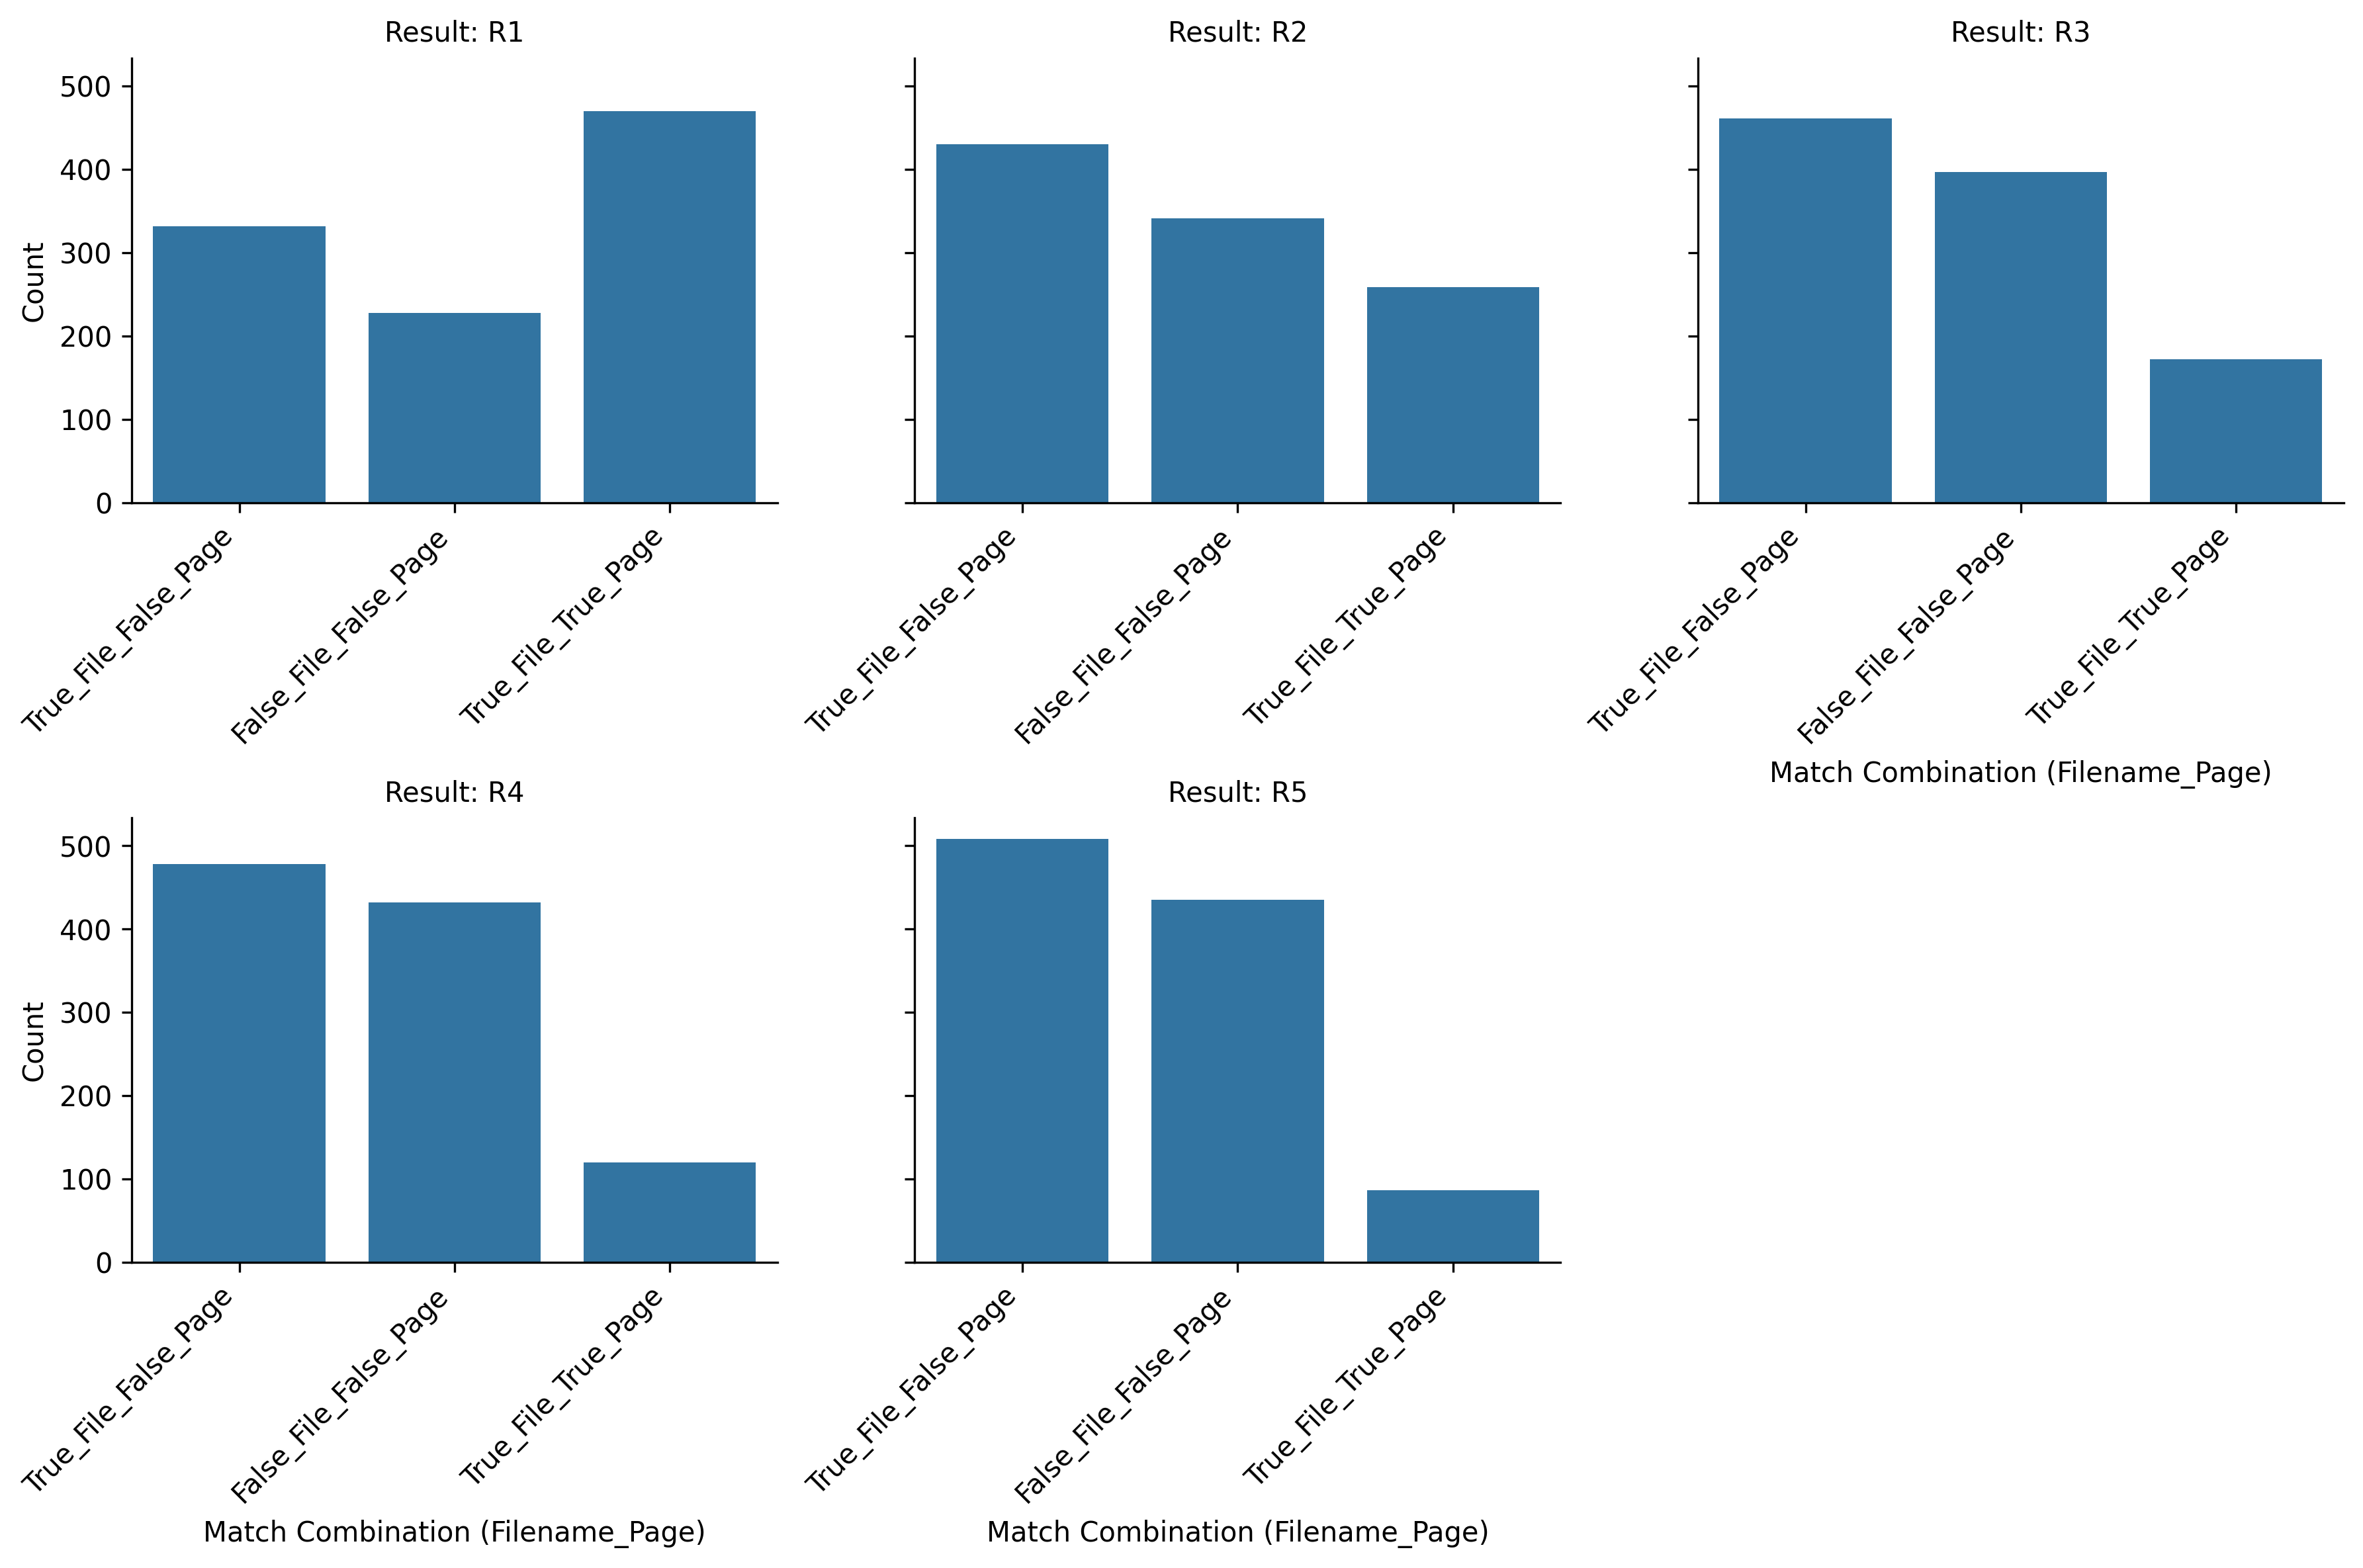 Result: R1
500
400
300
200
100
0
Count
True_File_False_Page
False_File_False_Page
True_File_True_Page
Result: R2
True_File_False_Page
False_File_False_Page
True_File_True_Page
Result: R3
True_File_False_Page
False_File_False_Page
True_File_True_Page
Match Combination (Filename_Page)
Result: R4
500
400
300
200
100
0
Count
True_File_False_Page
False_File_False_Page
True_File_True_Page
Match Combination (Filename_Page)
Result: R5
True_File_False_Page
False_File_False_Page
True_File_True_Page
Match Combination (Filename_Page)